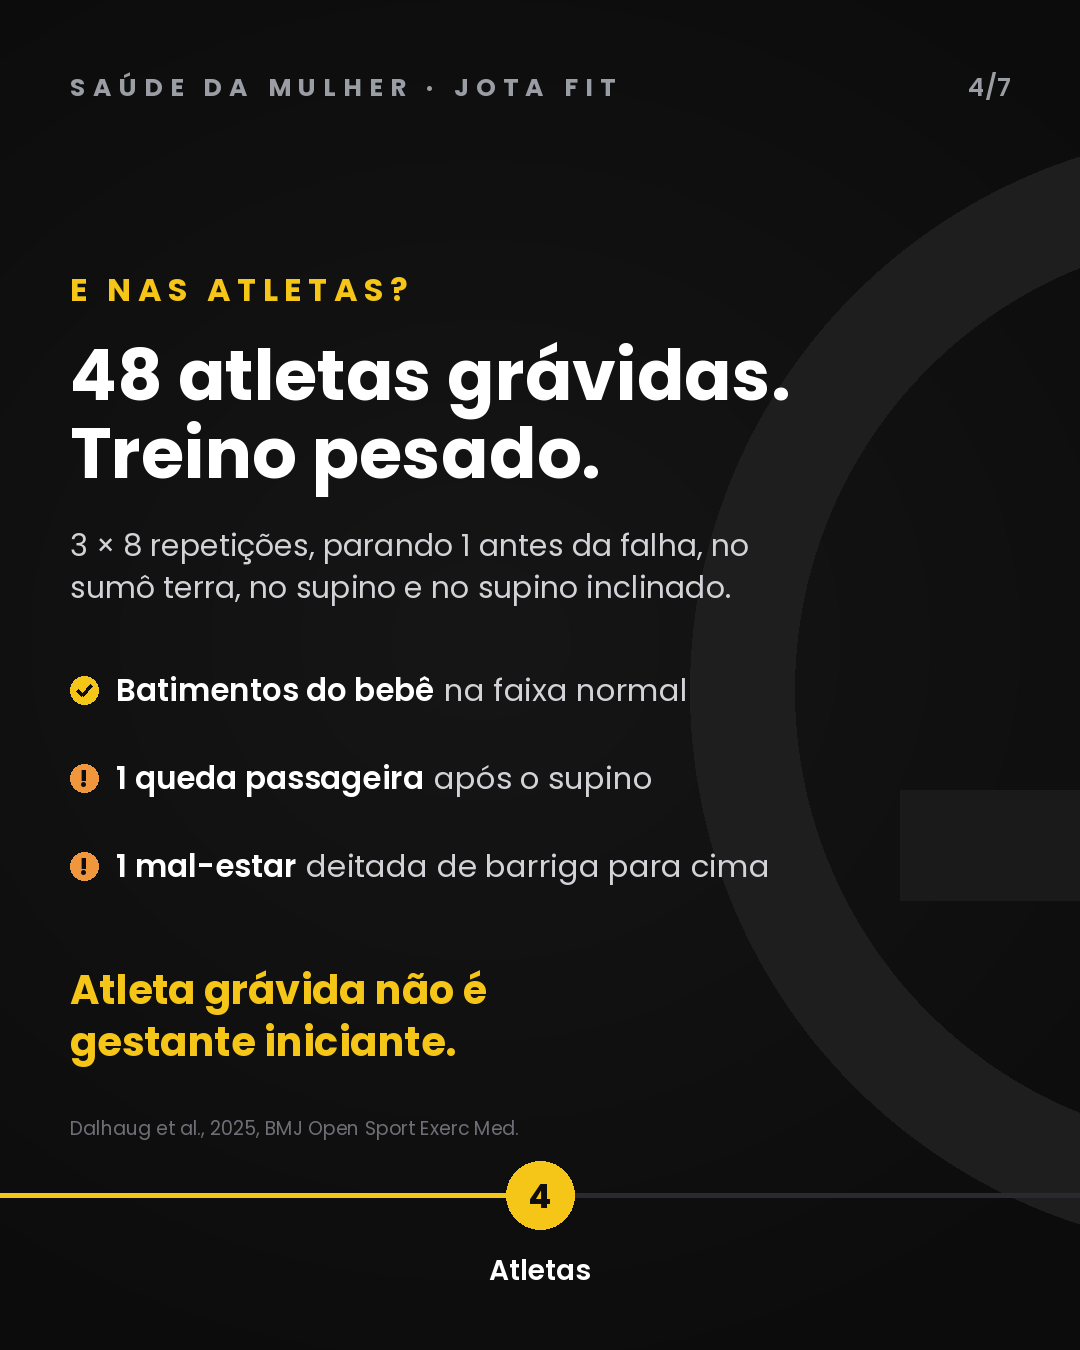 SAÚDE DA MULHER · JOTA FIT
4/7
E NAS ATLETAS?
48 atletas grávidas.
Treino pesado.
3 × 8 repetições, parando 1 antes da falha, no
sumô terra, no supino e no supino inclinado.
Batimentos do bebê na faixa normal
1 queda passageira após o supino
1 mal-estar deitada de barriga para cima
Atleta grávida não é
gestante iniciante.
Dalhaug et al., 2025, BMJ Open Sport Exerc Med.
4
Atletas